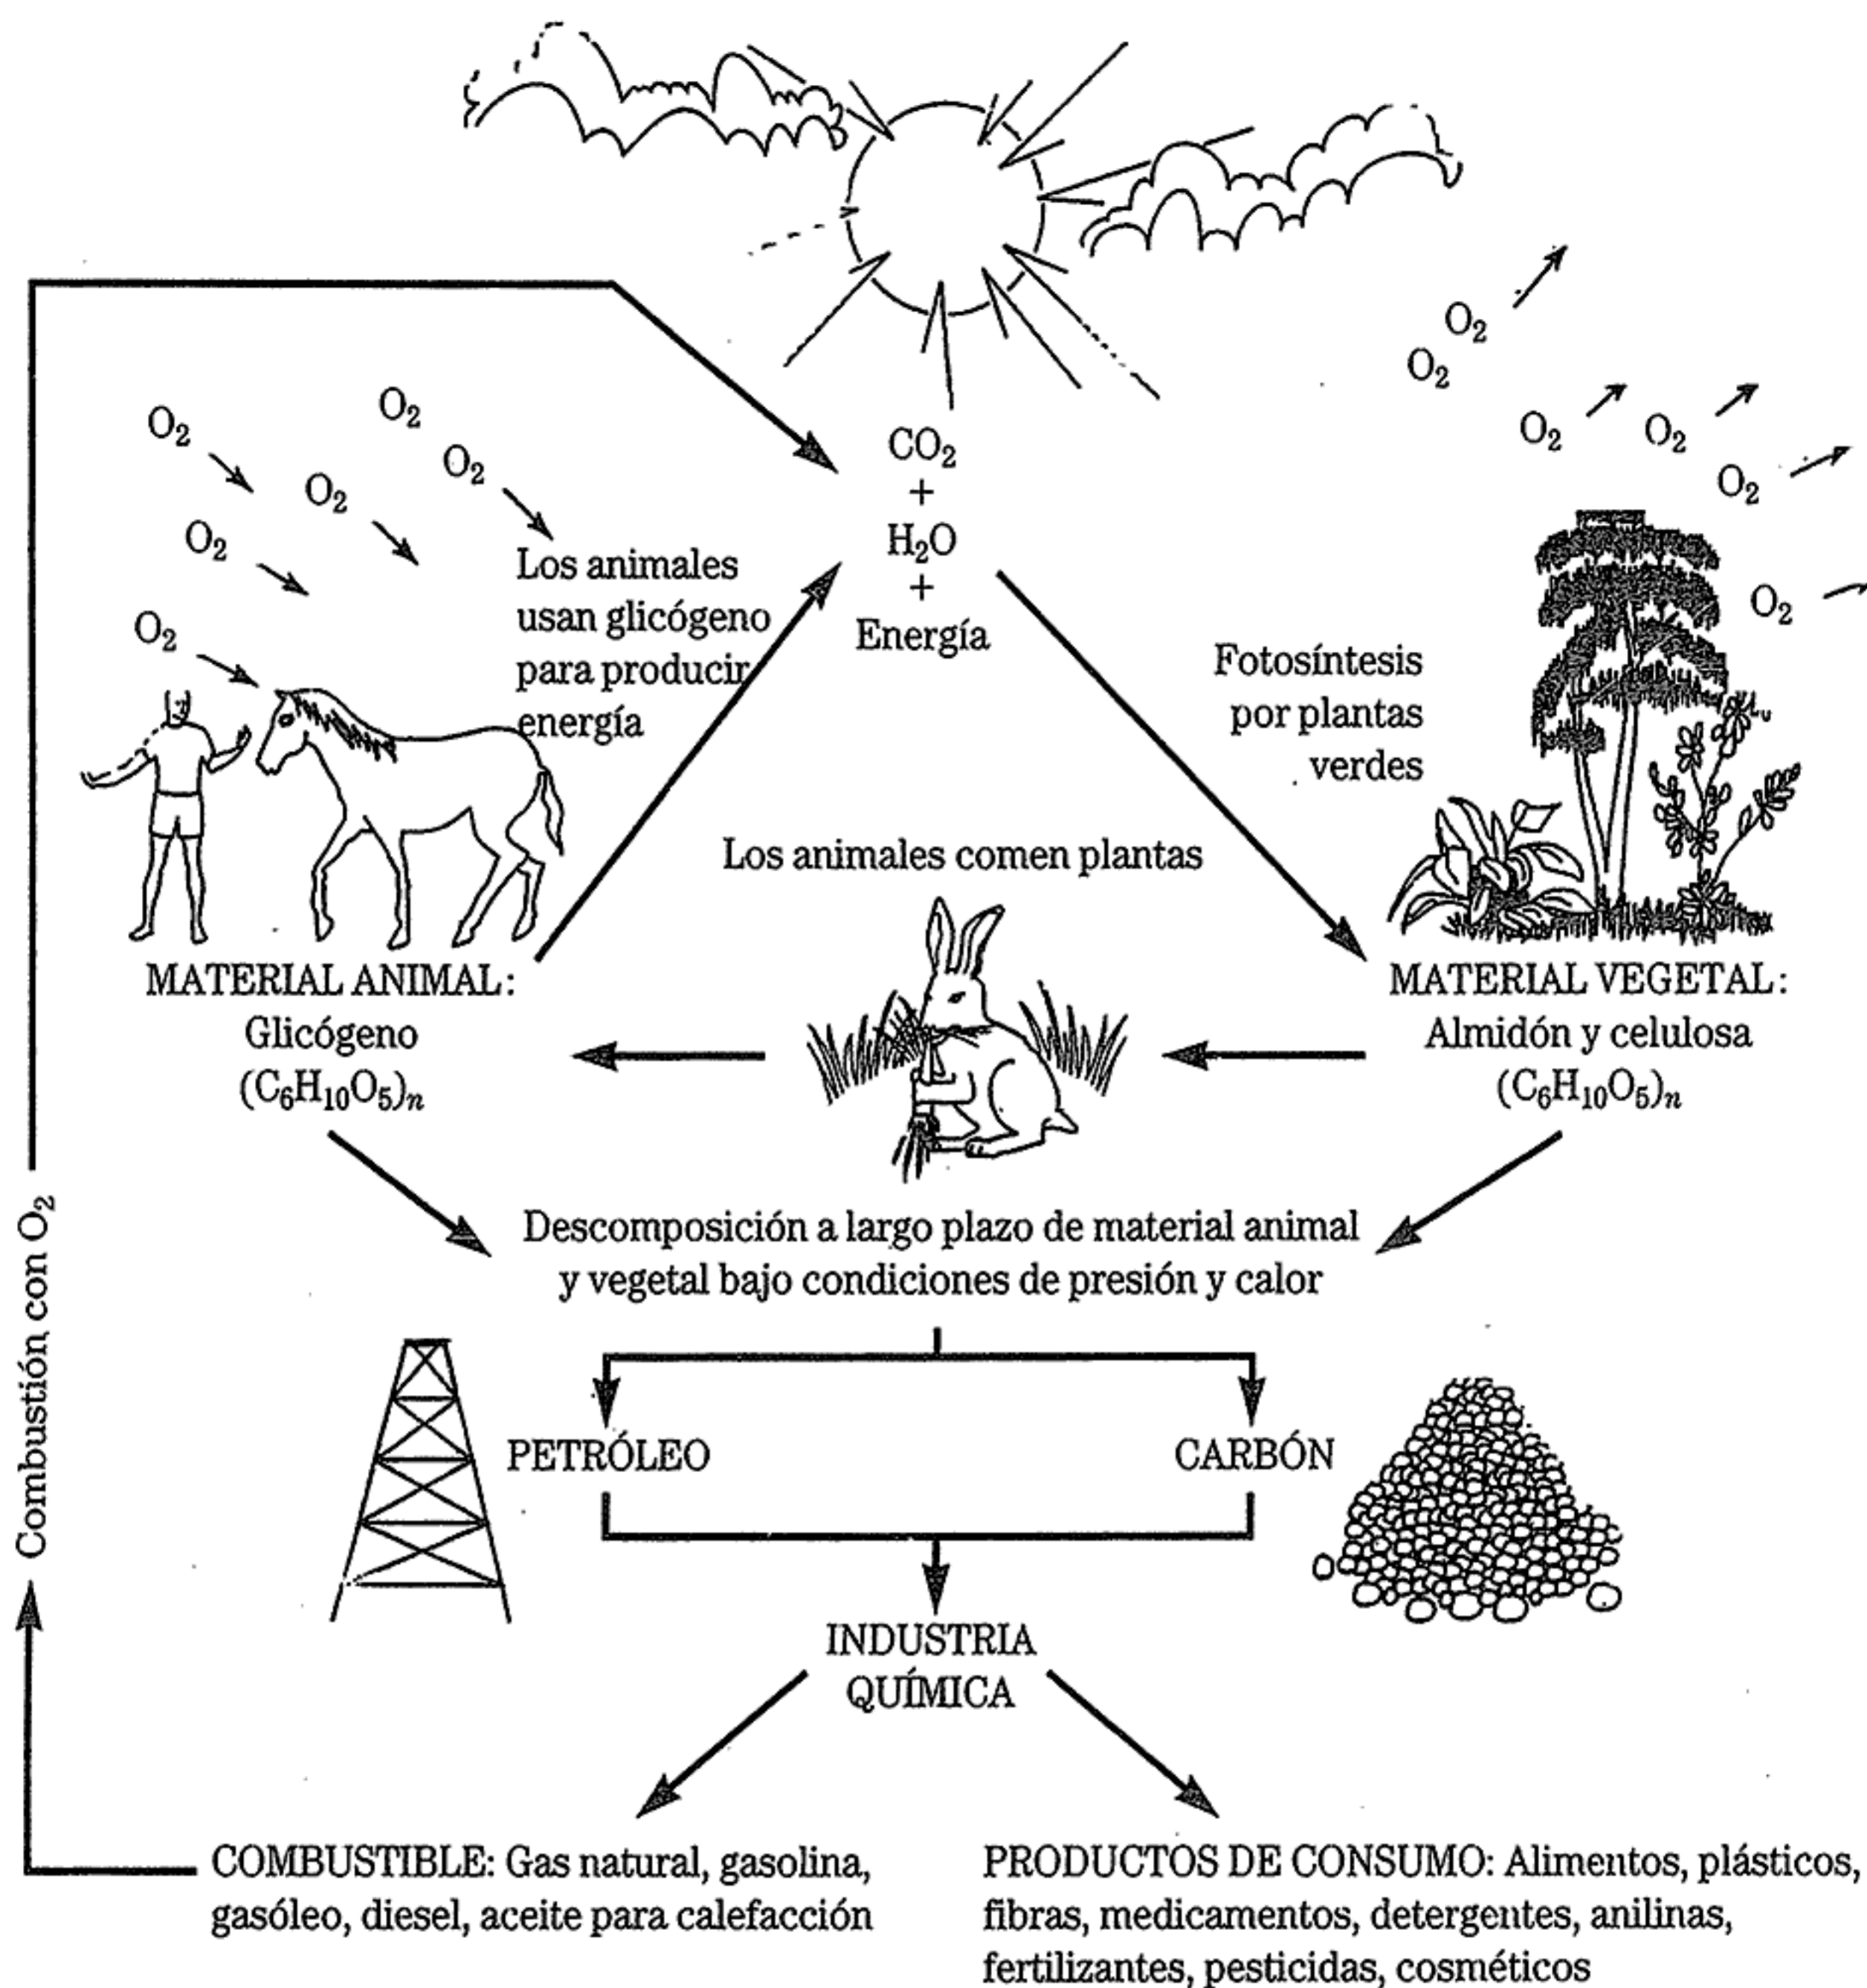 O₂
O₂
O₂
O₂
O₂
O₂
CO₂
+
H₂O
+
Energía
O₂
O₂
O₂
O₂
O₂
O₂
Los animales
usan glicógeno
para producir
energía
Fotosíntesis
por plantas
verdes
Los animales comen plantas
MATERIAL ANIMAL:
Glicógeno
(C₆H₁₀O₅)ₙ
MATERIAL VEGETAL:
Almidón y celulosa
(C₆H₁₀O₅)ₙ
Descomposición a largo plazo de material animal
y vegetal bajo condiciones de presión y calor
Combustión con O₂
PETRÓLEO
CARBÓN
INDUSTRIA
QUÍMICA
COMBUSTIBLE: Gas natural, gasolina,
gasóleo, diesel, aceite para calefacción
PRODUCTOS DE CONSUMO: Alimentos, plásticos,
fibras, medicamentos, detergentes, anilinas,
fertilizantes, pesticidas, cosméticos